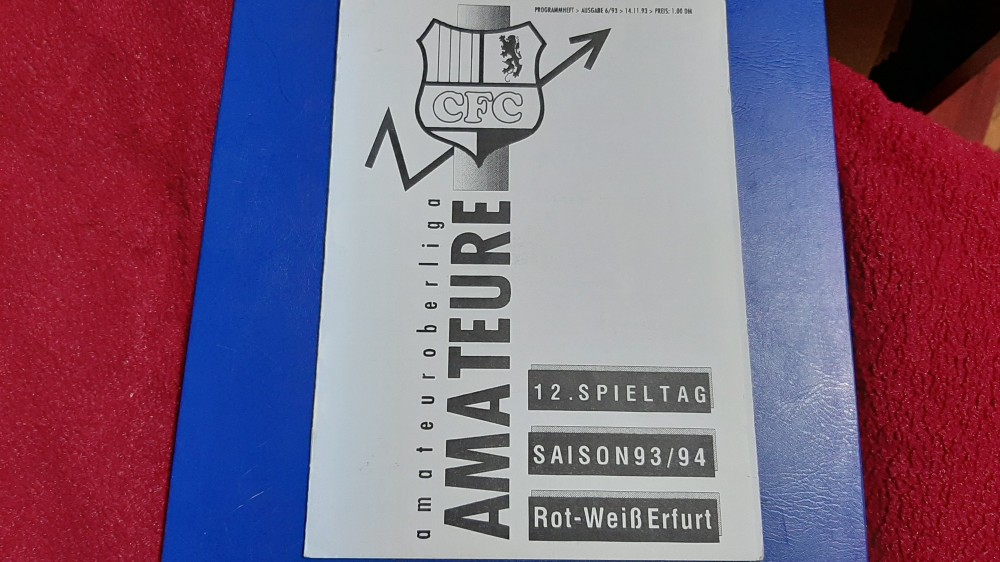 PROGRAMMHEFT > AUSGABE 6/93 > 14.11.93 > PREIS: 1.00 DM
CFC
amateuroberliga
AMATEURE
12.SPIELTAG
SAISON93/94
Rot-Weiß Erfurt